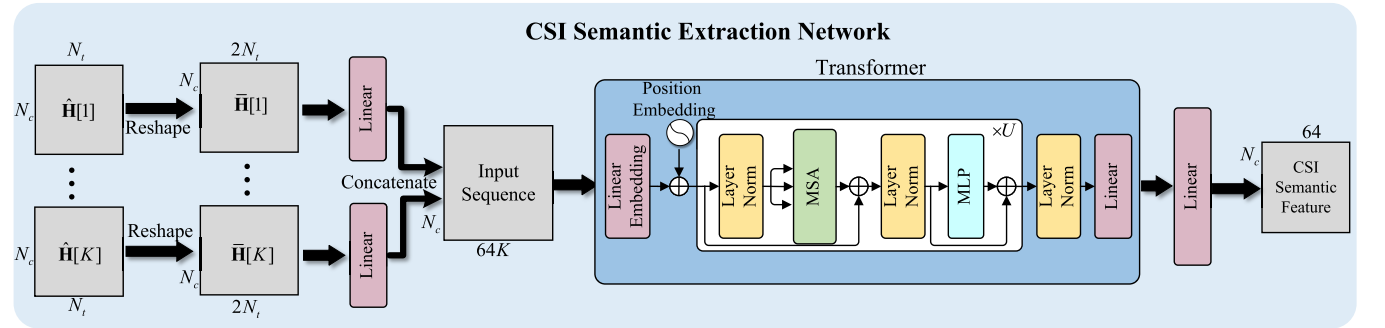 CSI Semantic Extraction Network
N_t
N_c
Ĥ[1]
Reshape
2N_t
N_c
H̄[1]
Linear
⋮
⋮
N_c
Ĥ[K]
N_t
Reshape
N_c
H̄[K]
2N_t
Linear
Concatenate
N_c
Input
Sequence
64K
Transformer
Position
Embedding
Linear
Embedding
×U
Layer
Norm
MSA
Layer
Norm
MLP
Layer
Norm
Linear
Linear
64
N_c
CSI
Semantic
Feature